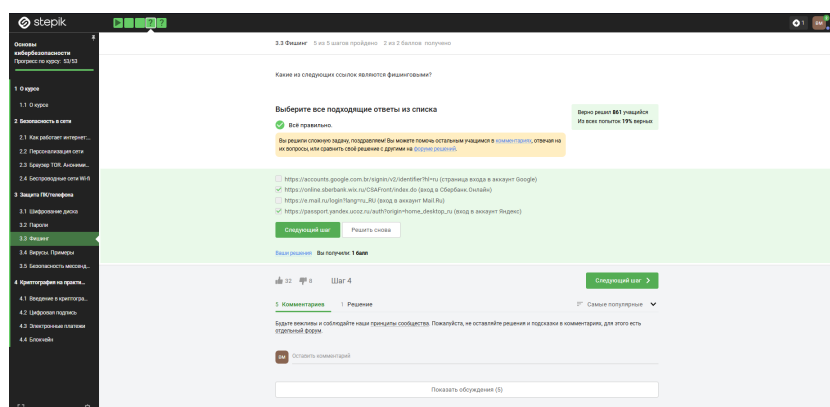 stepik
1
ВМ
Основы
кибербезопасности
Прогресс по курсу: 53/53
1 О курсе
1.1 О курсе
2 Безопасность в сети
2.1 Как работает интернет:...
2.2 Персонализация сети
2.3 Браузер TOR. Анонимн...
2.4 Беспроводные сети Wi-fi
3 Защита ПК/телефона
3.1 Шифрование диска
3.2 Пароли
3.3 Фишинг
3.4 Вирусы. Примеры
3.5 Безопасность мессенд...
4 Криптография на практи...
4.1 Введение в криптогра...
4.2 Цифровая подпись
4.3 Электронные платежи
4.4 Блокчейн
3.3 Фишинг 5 из 5 шагов пройдено 2 из 2 баллов получено
Какие из следующих ссылок являются фишинговыми?
Выберите все подходящие ответы из списка
Верно решил 861 учащийся
Из всех попыток 19% верных
Всё правильно.
Вы решили сложную задачу, поздравляем! Вы можете помочь остальным учащимся в комментариях, отвечая на
их вопросы, или сравнить своё решение с другими на форуме решений.
https://accounts.google.com.br/signin/v2/identifier?hl=ru (страница входа в аккаунт Google)
https://online.sberbank.wix.ru/CSAFront/index.do (вход в Сбербанк.Онлайн)
https://e.mail.ru/login?lang=ru_RU (вход в аккаунт Mail.Ru)
https://passport.yandex.ucoz.ru/auth?origin=home_desktop_ru (вход в аккаунт Яндекс)
Следующий шаг
Решить снова
Ваши решения Вы получили: 1 балл
32 8 Шаг 4
Следующий шаг
5 Комментариев 1 Решение
Самые популярные
Будьте вежливы и соблюдайте наши принципы сообщества. Пожалуйста, не оставляйте решения и подсказки в комментариях, для этого есть
отдельный форум.
ВМ
Оставить комментарий
Показать обсуждения (5)